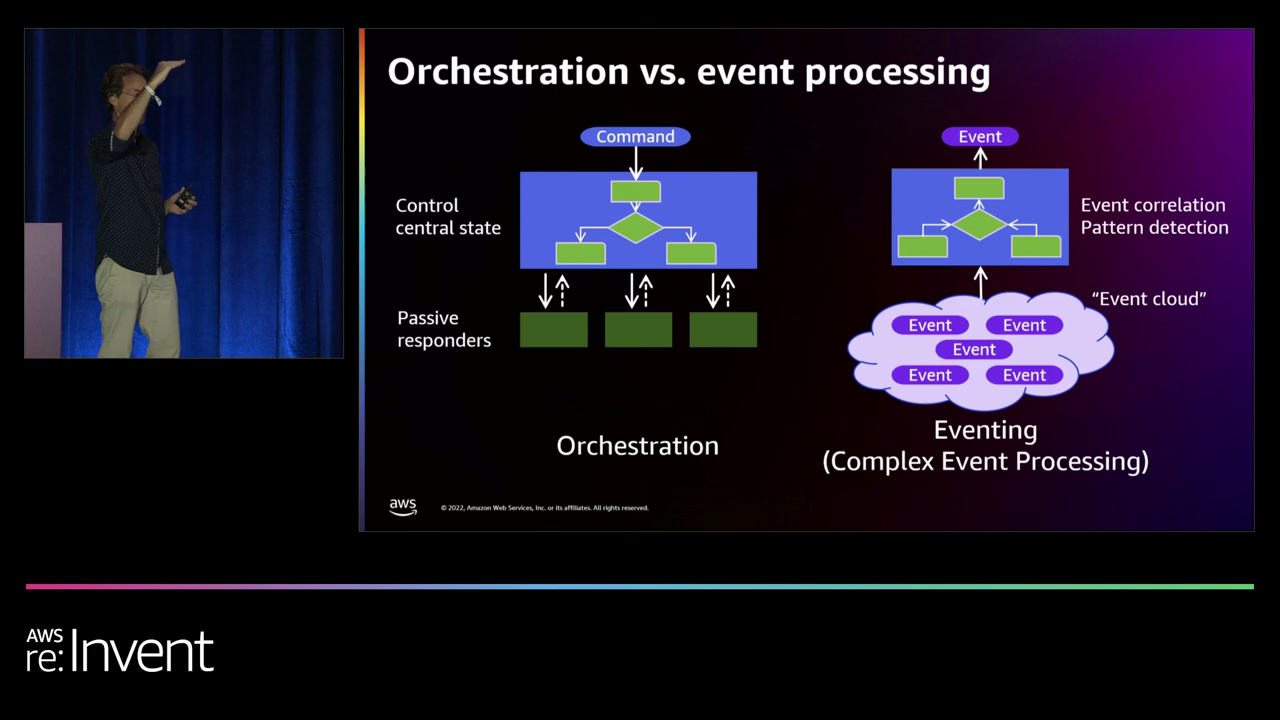 Orchestration vs. event processing
Command
Control
central state
Passive
responders
Orchestration
Event
Event correlation
Pattern detection
“Event cloud”
Event
Event
Event
Event
Event
Eventing
(Complex Event Processing)
aws
© 2022, Amazon Web Services, Inc. or its affiliates. All rights reserved.
AWS
re:Invent